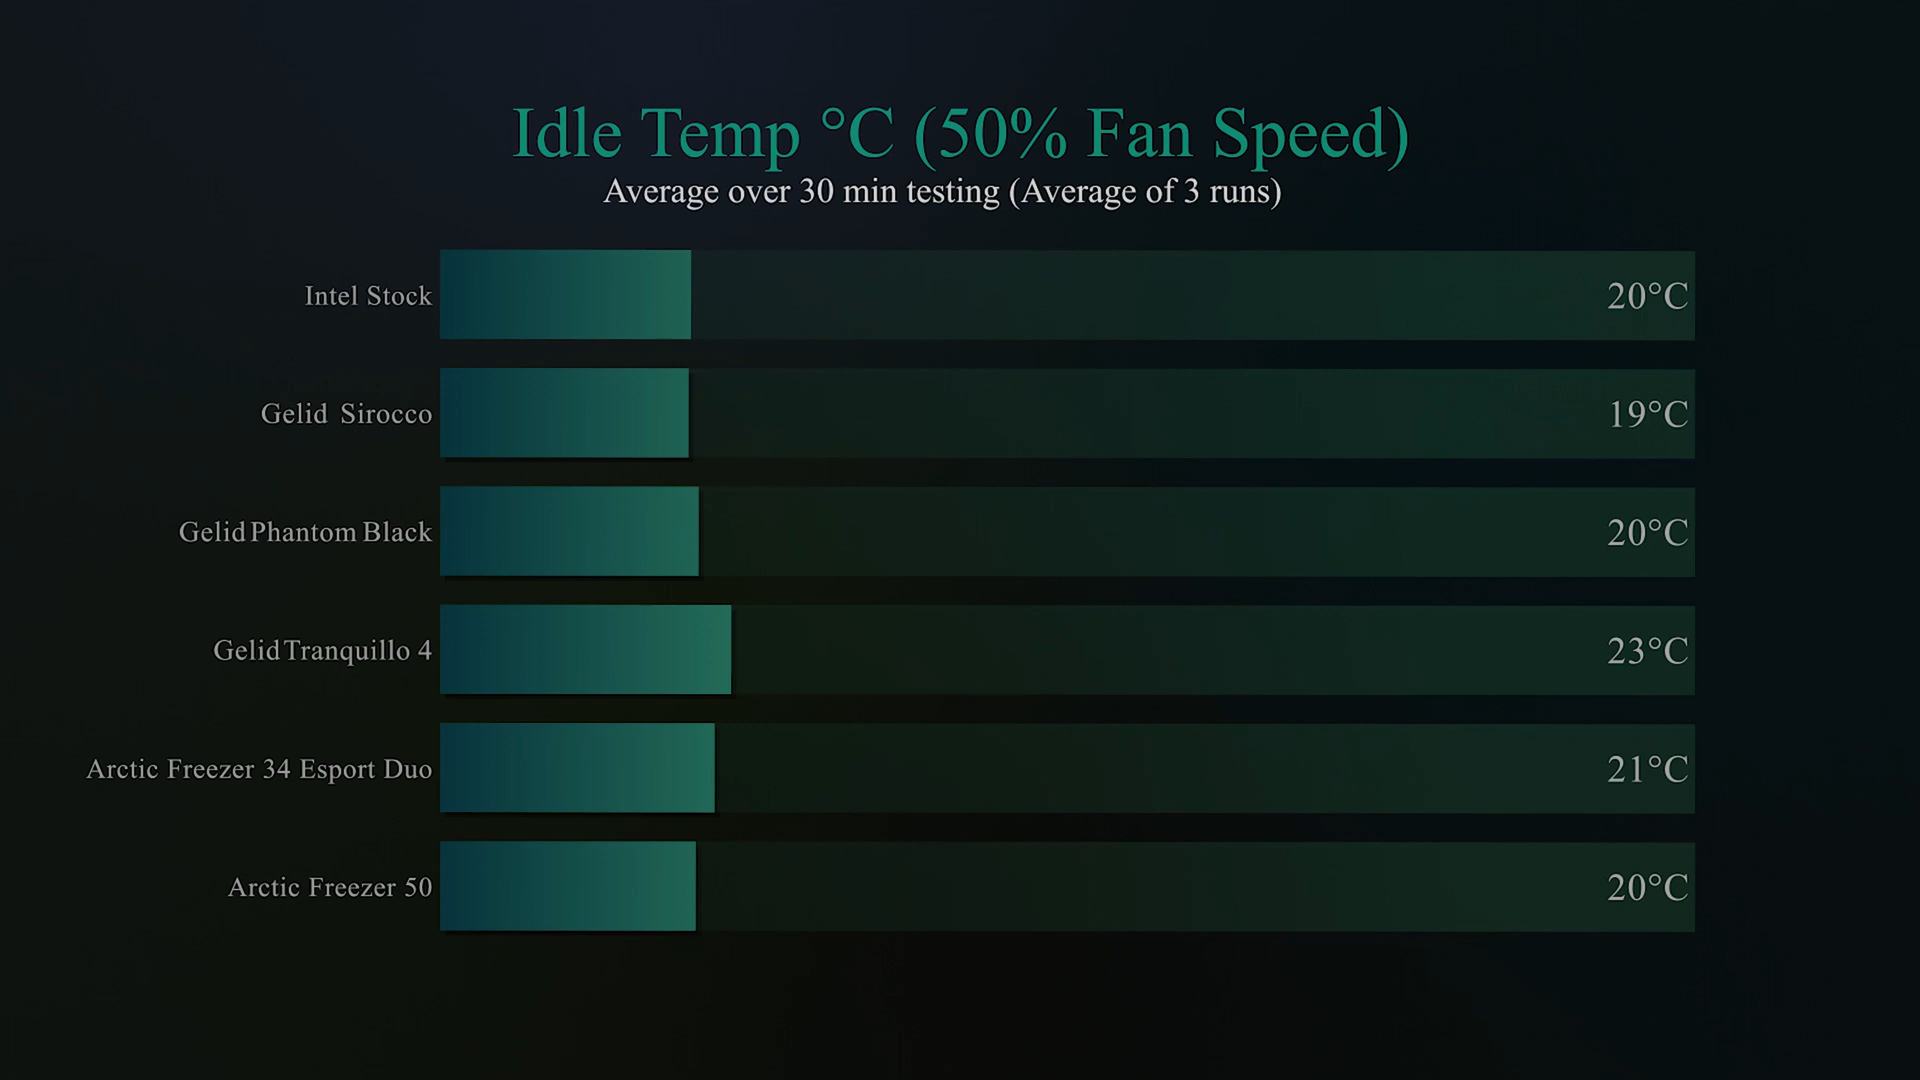 Idle Temp °C (50% Fan Speed)
Average over 30 min testing (Average of 3 runs)
Intel Stock 20°C
Gelid Sirocco 19°C
Gelid Phantom Black 20°C
Gelid Tranquillo 4 23°C
Arctic Freezer 34 Esport Duo 21°C
Arctic Freezer 50 20°C